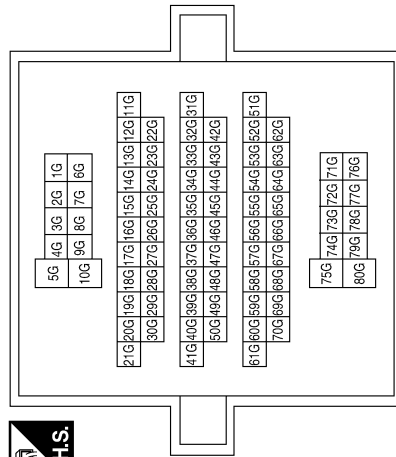 H.S.
5G 4G 3G 2G 1G
10G 9G 8G 7G 6G
21G 20G 19G 18G 17G 16G 15G 14G 13G 12G 11G
30G 29G 28G 27G 26G 25G 24G 23G 22G
41G 40G 39G 38G 37G 36G 35G 34G 33G 32G 31G
50G 49G 48G 47G 46G 45G 44G 43G 42G
61G 60G 59G 58G 57G 56G 55G 54G 53G 52G 51G
70G 69G 68G 67G 66G 65G 64G 63G 62G
75G 74G 73G 72G 71G
80G 79G 78G 77G 76G